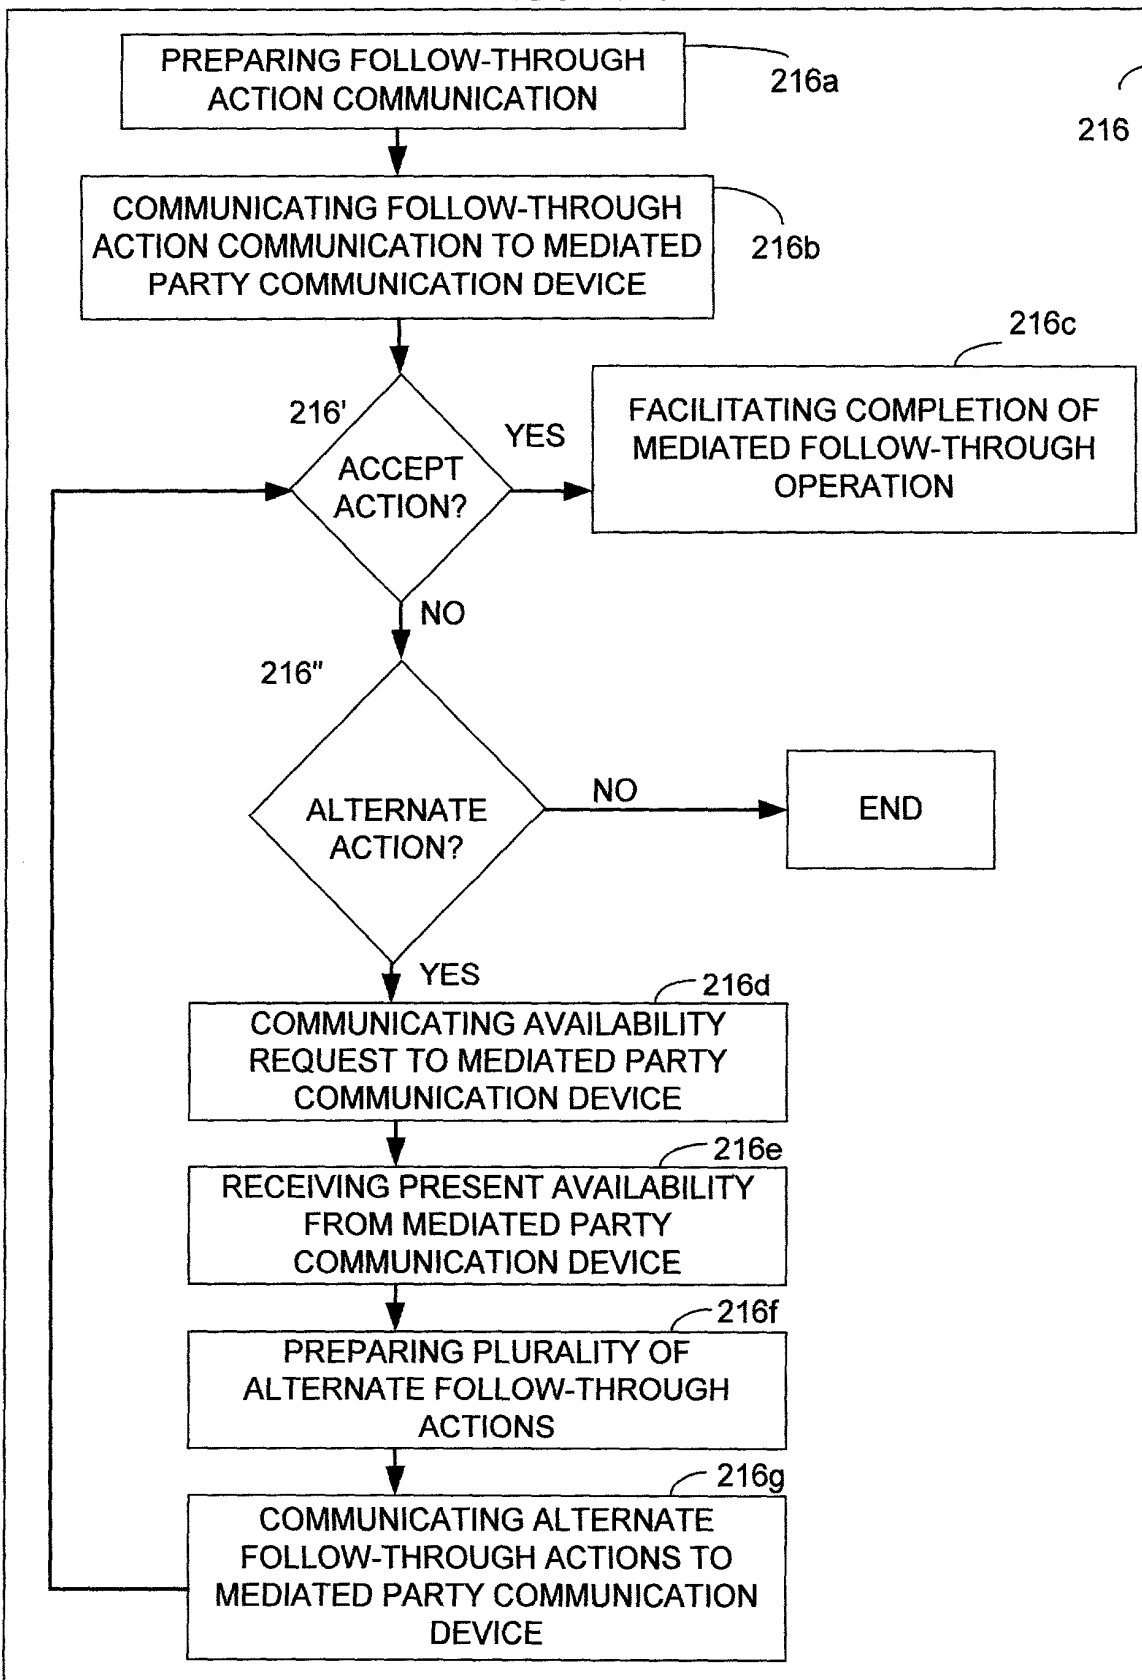 PREPARING FOLLOW-THROUGH
ACTION COMMUNICATION
216a
216
COMMUNICATING FOLLOW-THROUGH
ACTION COMMUNICATION TO MEDIATED
PARTY COMMUNICATION DEVICE
216b
216c
FACILITATING COMPLETION OF
MEDIATED FOLLOW-THROUGH
OPERATION
216'
YES
ACCEPT
ACTION?
NO
216"
ALTERNATE
ACTION?
NO
END
YES
216d
COMMUNICATING AVAILABILITY
REQUEST TO MEDIATED PARTY
COMMUNICATION DEVICE
216e
RECEIVING PRESENT AVAILABILITY
FROM MEDIATED PARTY
COMMUNICATION DEVICE
216f
PREPARING PLURALITY OF
ALTERNATE FOLLOW-THROUGH
ACTIONS
216g
COMMUNICATING ALTERNATE
FOLLOW-THROUGH ACTIONS TO
MEDIATED PARTY COMMUNICATION
DEVICE